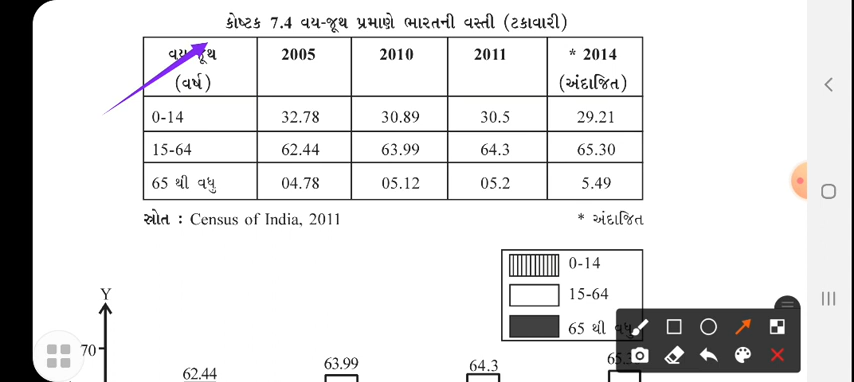 કોષ્ટક 7.4 વય-જૂથ પ્રમાણે ભારતની વસ્તી (ટકાવારી)
વય-જૂથ (વર્ષ) 2005 2010 2011 * 2014 (અંદાજિત)
0-14 32.78 30.89 30.5 29.21
15-64 62.44 63.99 64.3 65.30
65 થી વધુ 04.78 05.12 05.2 5.49
સ્રોત : Census of India, 2011 * અંદાજિત
0-14
15-64
65 થી વધુ
Y
70
62.44 63.99 64.3